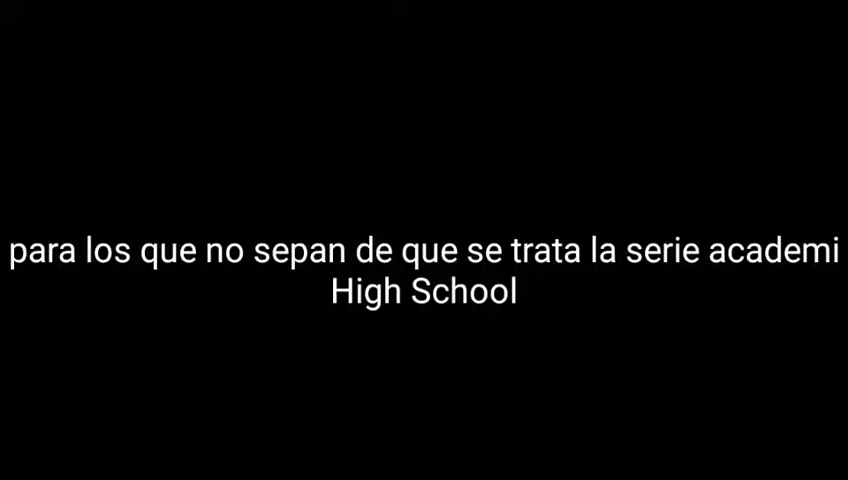 para los que no sepan de que se trata la serie academi
High School